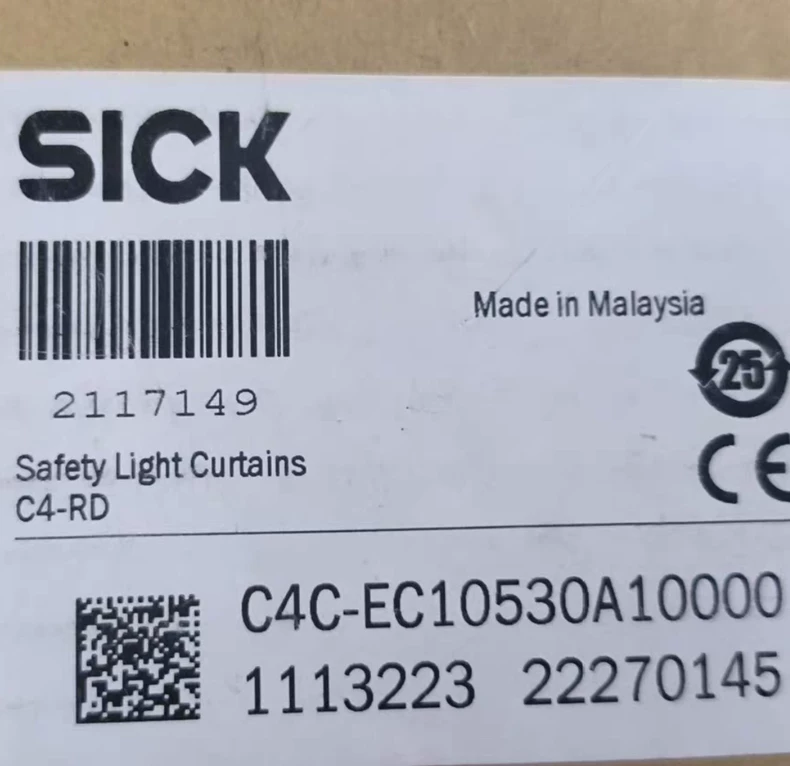 SICK
Made in Malaysia
25
2117149
CE
Safety Light Curtains
C4-RD
C4C-EC10530A10000
1113223 22270145